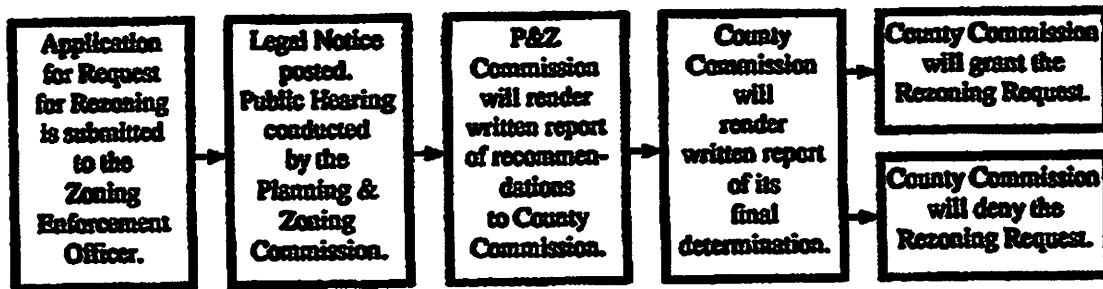 Application
for Request
for Rezoning
is submitted
to the
Zoning
Enforcement
Officer.
Legal Notice
posted.
Public Hearing
conducted
by the
Planning &
Zoning
Commission.
P&Z
Commission
will render
written report
of recommen-
dations
to County
Commission.
County
Commission
will
render
written report
of its
final
determination.
County Commission
will grant the
Rezoning Request.
County Commission
will deny the
Rezoning Request.